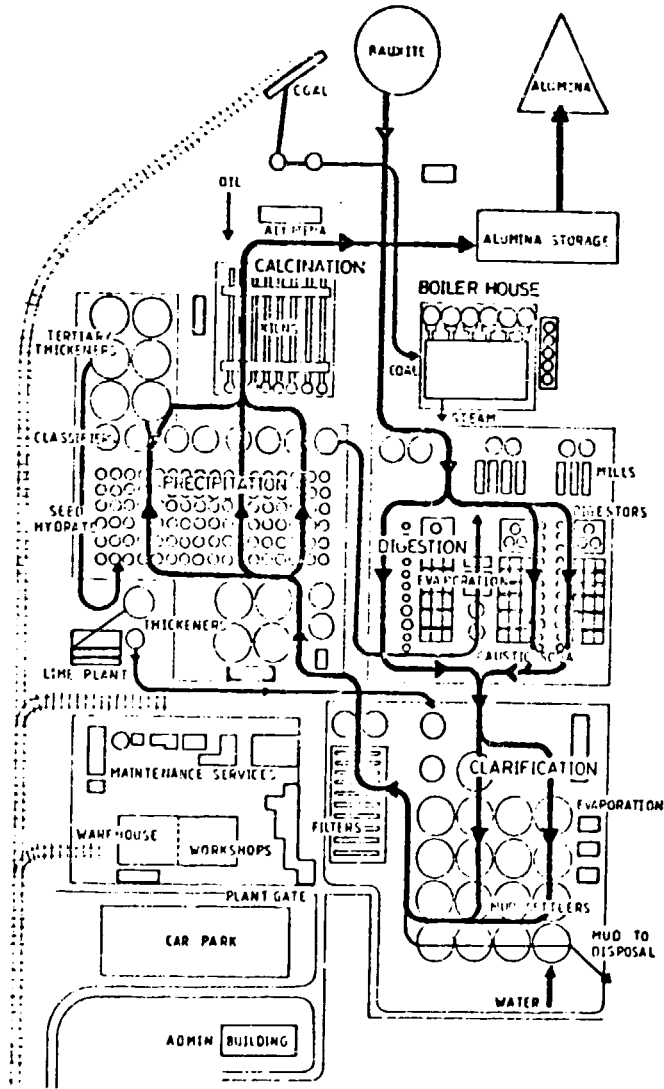 BAUXITE
ALUMINA
COAL
OIL
ALUMINA
ALUMINA STORAGE
CALCINATION
BOILER HOUSE
KILNS
TERTIARY
THICKENERS
COAL
STEAM
CLASSIFIERS
MILLS
PRECIPITATION
DIGESTORS
SEED
HYDRATE
DIGESTION
EVAPORATION
THICKENERS
CAUSTIC SODA
LIME PLANT
CLARIFICATION
MAINTENANCE SERVICES
EVAPORATION
FILTERS
WAREHOUSE
WORKSHOPS
PLANT GATE
MUD SETTLERS
CAR PARK
MUD TO
DISPOSAL
WATER
ADMIN BUILDING